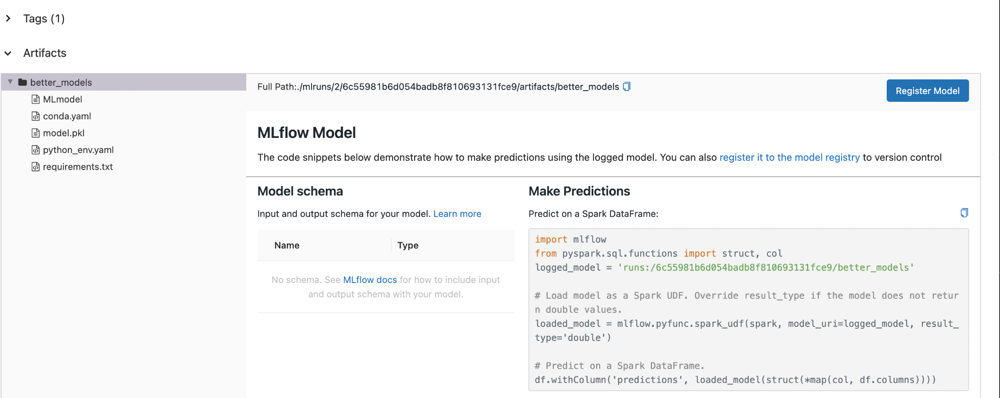 Tags (1)
Artifacts
better_models
MLmodel
conda.yaml
model.pkl
python_env.yaml
requirements.txt
Full Path:./mlruns/2/6c55981b6d054badb8f810693131fce9/artifacts/better_models
Register Model
MLflow Model
The code snippets below demonstrate how to make predictions using the logged model. You can also register it to the model registry to version control
Model schema
Input and output schema for your model. Learn more
Name Type
No schema. See MLflow docs for how to include input
and output schema with your model.
Make Predictions
Predict on a Spark DataFrame:
import mlflow
from pyspark.sql.functions import struct, col
logged_model = 'runs:/6c55981b6d054badb8f810693131fce9/better_models'
# Load model as a Spark UDF. Override result_type if the model does not retur
n double values.
loaded_model = mlflow.pyfunc.spark_udf(spark, model_uri=logged_model, result_
type='double')
# Predict on a Spark DataFrame.
df.withColumn('predictions', loaded_model(struct(*map(col, df.columns))))